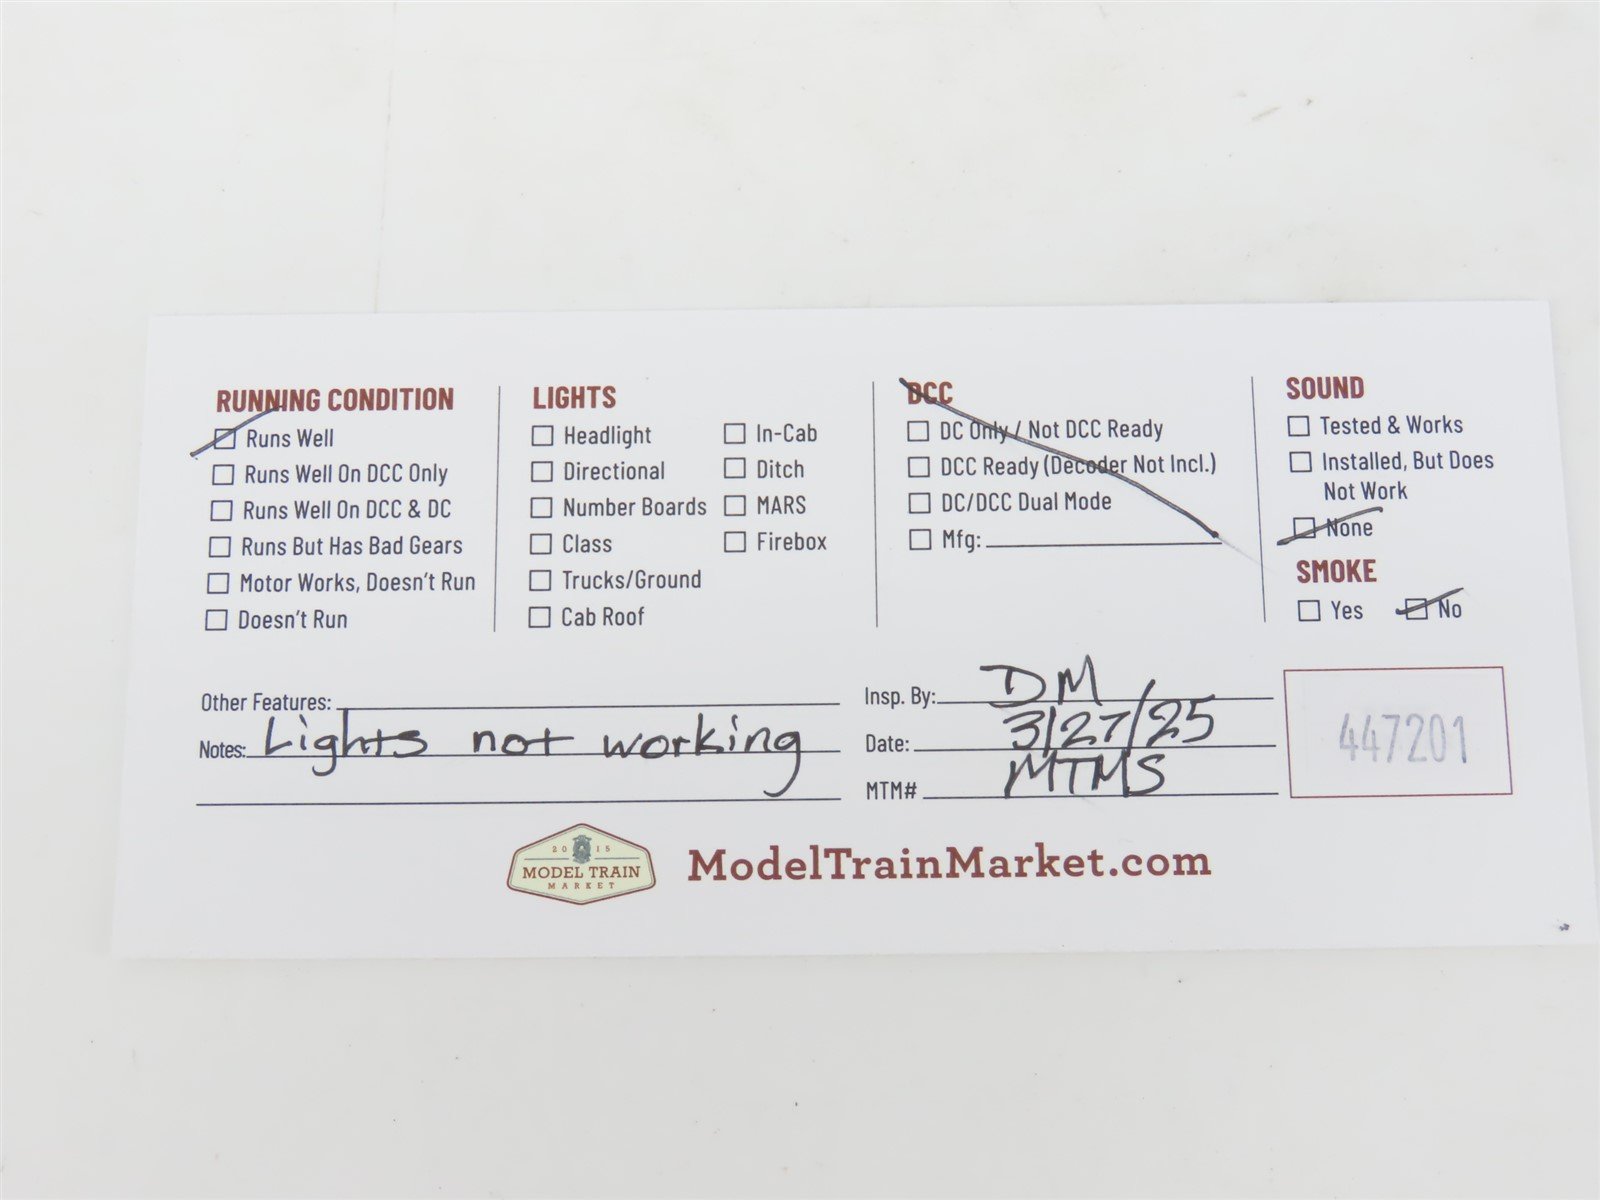 RUNNING CONDITION
Runs Well
Runs Well On DCC Only
Runs Well On DCC & DC
Runs But Has Bad Gears
Motor Works, Doesn't Run
Doesn't Run
LIGHTS
Headlight
Directional
Number Boards
Class
Trucks/Ground
Cab Roof
In-Cab
Ditch
MARS
Firebox
DCC
DC Only / Not DCC Ready
DCC Ready (Decoder Not Incl.)
DC/DCC Dual Mode
Mfg:
SOUND
Tested & Works
Installed, But Does
Not Work
None
SMOKE
Yes No
Other Features:
Notes: Lights not working
Insp. By: DM
Date: 3/27/25
MTM# MTMS
447201
2015
MODEL TRAIN
MARKET
ModelTrainMarket.com